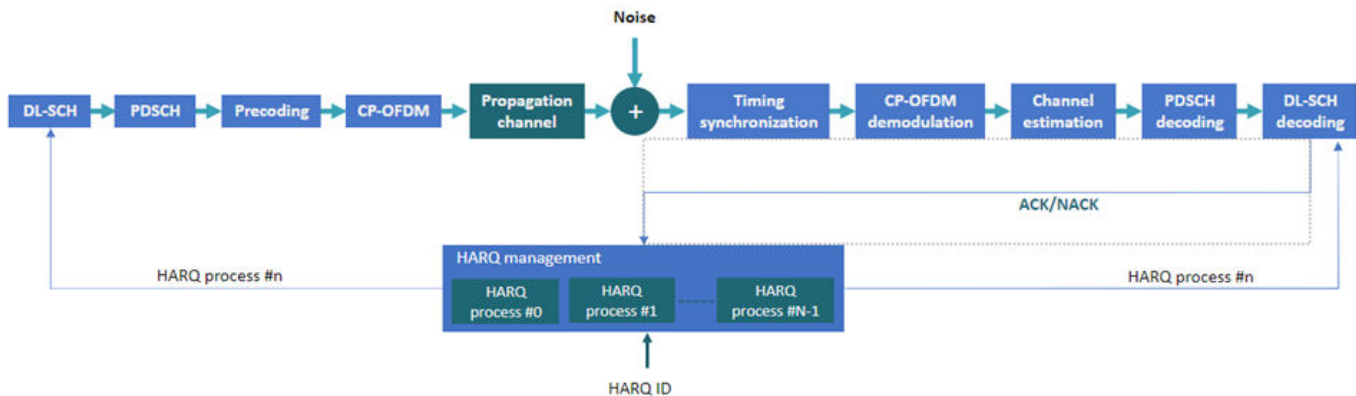 Noise
DL-SCH
PDSCH
Precoding
CP-OFDM
Propagation
channel
+
Timing
synchronization
CP-OFDM
demodulation
Channel
estimation
PDSCH
decoding
DL-SCH
decoding
ACK/NACK
HARQ process #n
HARQ management
HARQ
process #0
HARQ
process #1
HARQ
process #N-1
HARQ process #n
HARQ ID